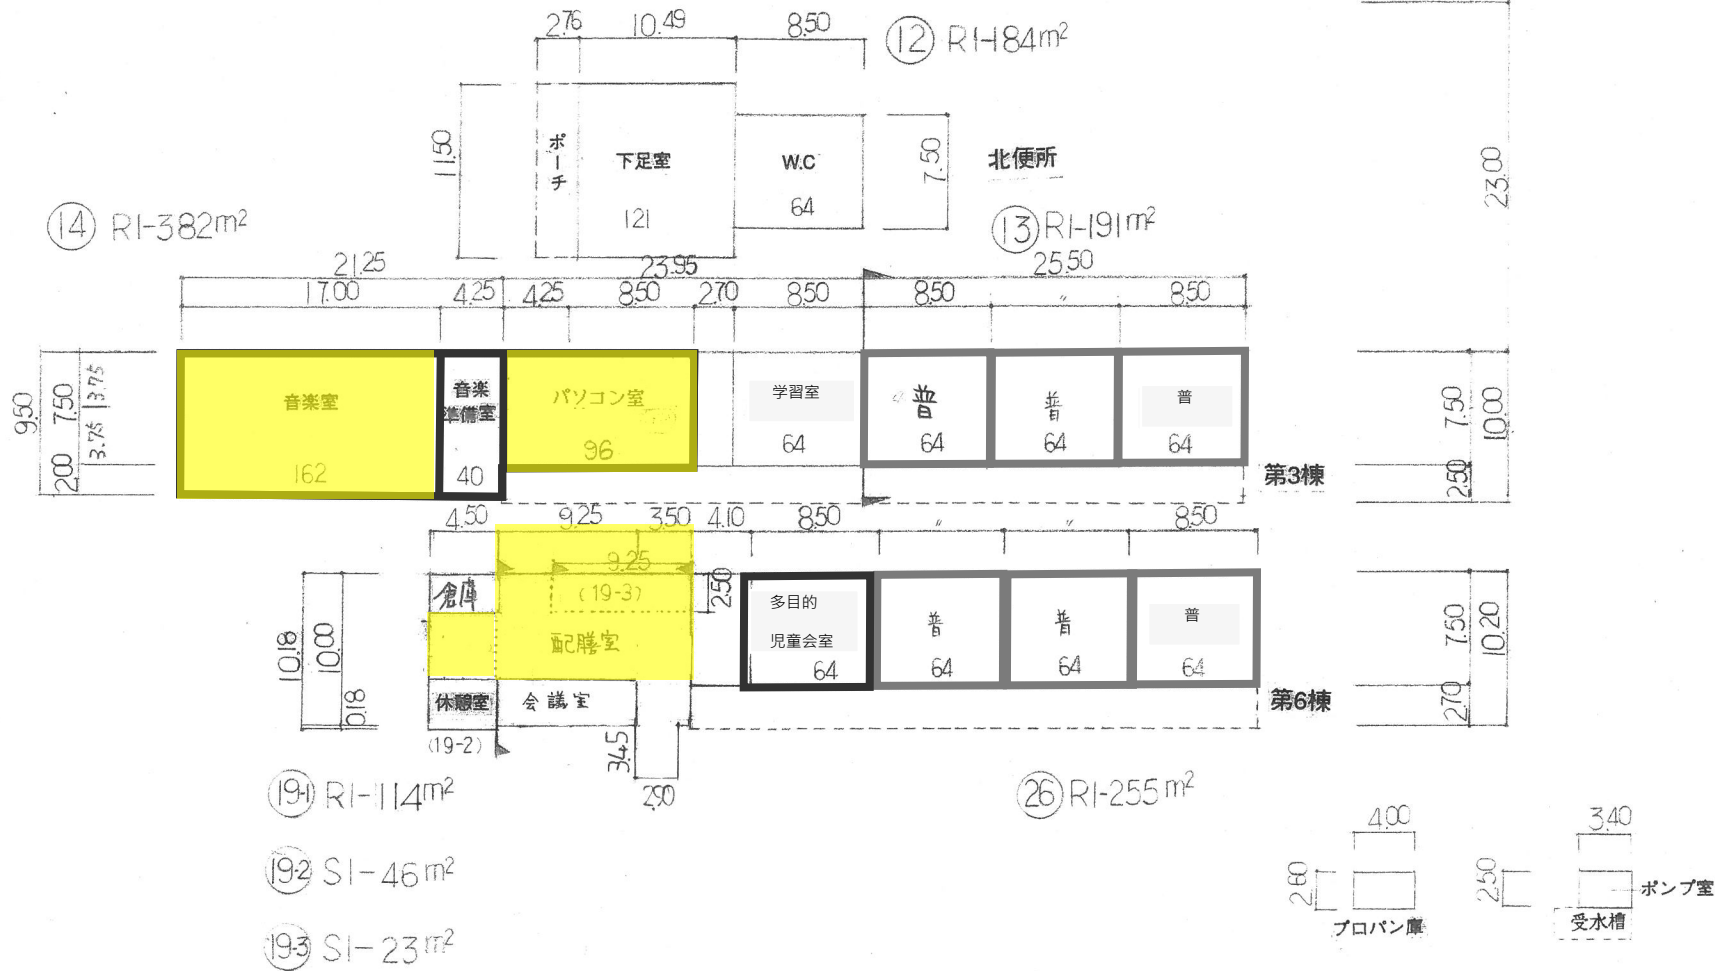 2.76 10.49 8.50 ⑫ R1-184m²
11.50 ポーチ 下足室 W.C 7.50 北便所 23.00
121 64
⑭ R1-382m² ⑬ R1-191m²
21.25 23.95 25.50
17.00 4.25 4.25 8.50 2.70 8.50 8.50 〃 8.50
9.50 7.50 2.00 3.75 3.75
音楽室
162
音楽
準備室
40
パソコン室
96
学習室
64
普
64
普
64
普
64
7.50 10.00 2.50
第3棟
4.50 9.25 3.50 4.10 8.50 〃 〃 8.50
9.25
10.18 10.00 0.18
倉庫 (19-3) 2.50
配膳室
休憩室 会議室
(19-2) 3.45
2.90
多目的
児童会室
64
普
64
普
64
普
64
7.50 10.20 2.70
第6棟
(19-1) R1-114m² (26) R1-255m²
(19-2) S1-46m²
(19-3) S1-23m²
4.00 3.40
2.60 2.50 ポンプ室
プロパン庫 受水槽